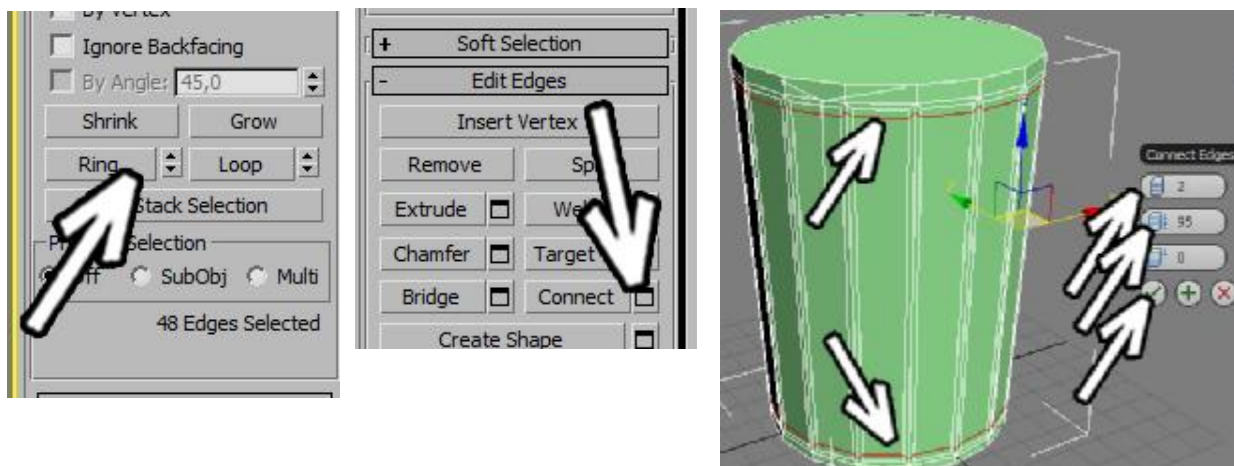 By Vertex
Ignore Backfacing
By Angle: 45,0
Shrink Grow
Ring Loop
Stack Selection
Selection
Off SubObj Multi
48 Edges Selected
+ Soft Selection
- Edit Edges
Insert Vertex
Remove
Extrude
Chamfer Target
Bridge Connect
Create Shape
Connect Edges
2
95
0